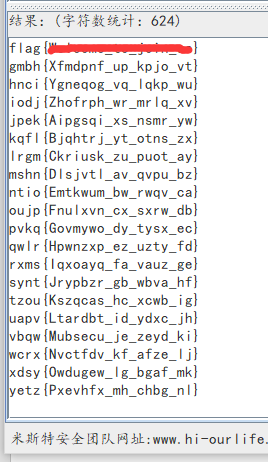 结果: (字符数统计: 624)
flag{}
gmbh{Xfmdpnf_up_kpjo_vt}
hnci{Ygneqog_vq_lqkp_wu}
iodj{Zhofrph_wr_mrlq_xv}
jpek{Aipgsqi_xs_nsmr_yw}
kqfl{Bjqhtrj_yt_otns_zx}
lrgm{Ckriusk_zu_puot_ay}
mshn{Dlsjvtl_av_qvpu_bz}
ntio{Emtkwum_bw_rwqv_ca}
oujp{Fnulxvn_cx_sxrw_db}
pvkq{Govmywo_dy_tysx_ec}
qwlr{Hpwnzxp_ez_uzty_fd}
rxms{Iqxoayq_fa_vauz_ge}
synt{Jrypbzr_gb_wbva_hf}
tzou{Kszqcas_hc_xcwb_ig}
uapv{Ltardbt_id_ydxc_jh}
vbqw{Mubsecu_je_zeyd_ki}
wcrx{Nvctfdv_kf_afze_lj}
xdsy{Owdugew_lg_bgaf_mk}
yetz{Pxevhfx_mh_chbg_nl}
米斯特安全团队网址:www.hi-ourlife.